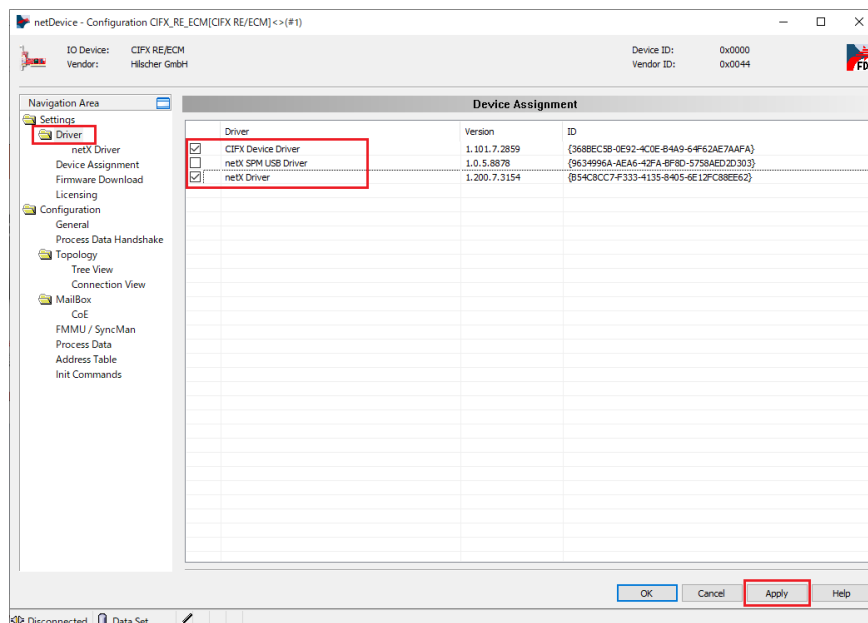 netDevice - Configuration CIFX_RE_ECM[CIFX RE/ECM]<>(#1)
IO Device: CIFX RE/ECM Device ID: 0x0000
Vendor: Hilscher GmbH Vendor ID: 0x0044
FD
Navigation Area
Device Assignment
Settings
Driver
netX Driver
Device Assignment
Firmware Download
Licensing
Configuration
General
Process Data Handshake
Topology
Tree View
Connection View
MailBox
CoE
FMMU / SyncMan
Process Data
Address Table
Init Commands
Driver Version ID
CIFX Device Driver 1.101.7.2859 {368BEC5B-0E92-4C0E-B4A9-64F62AE7AAFA}
netX SPM USB Driver 1.0.5.8878 {9634996A-AEA6-42FA-BF8D-5758AED2D303}
netX Driver 1.200.7.3154 {B54C8CC7-F333-4135-8405-6E12FC88EE62}
OK Cancel Apply Help
Disconnected Data Set